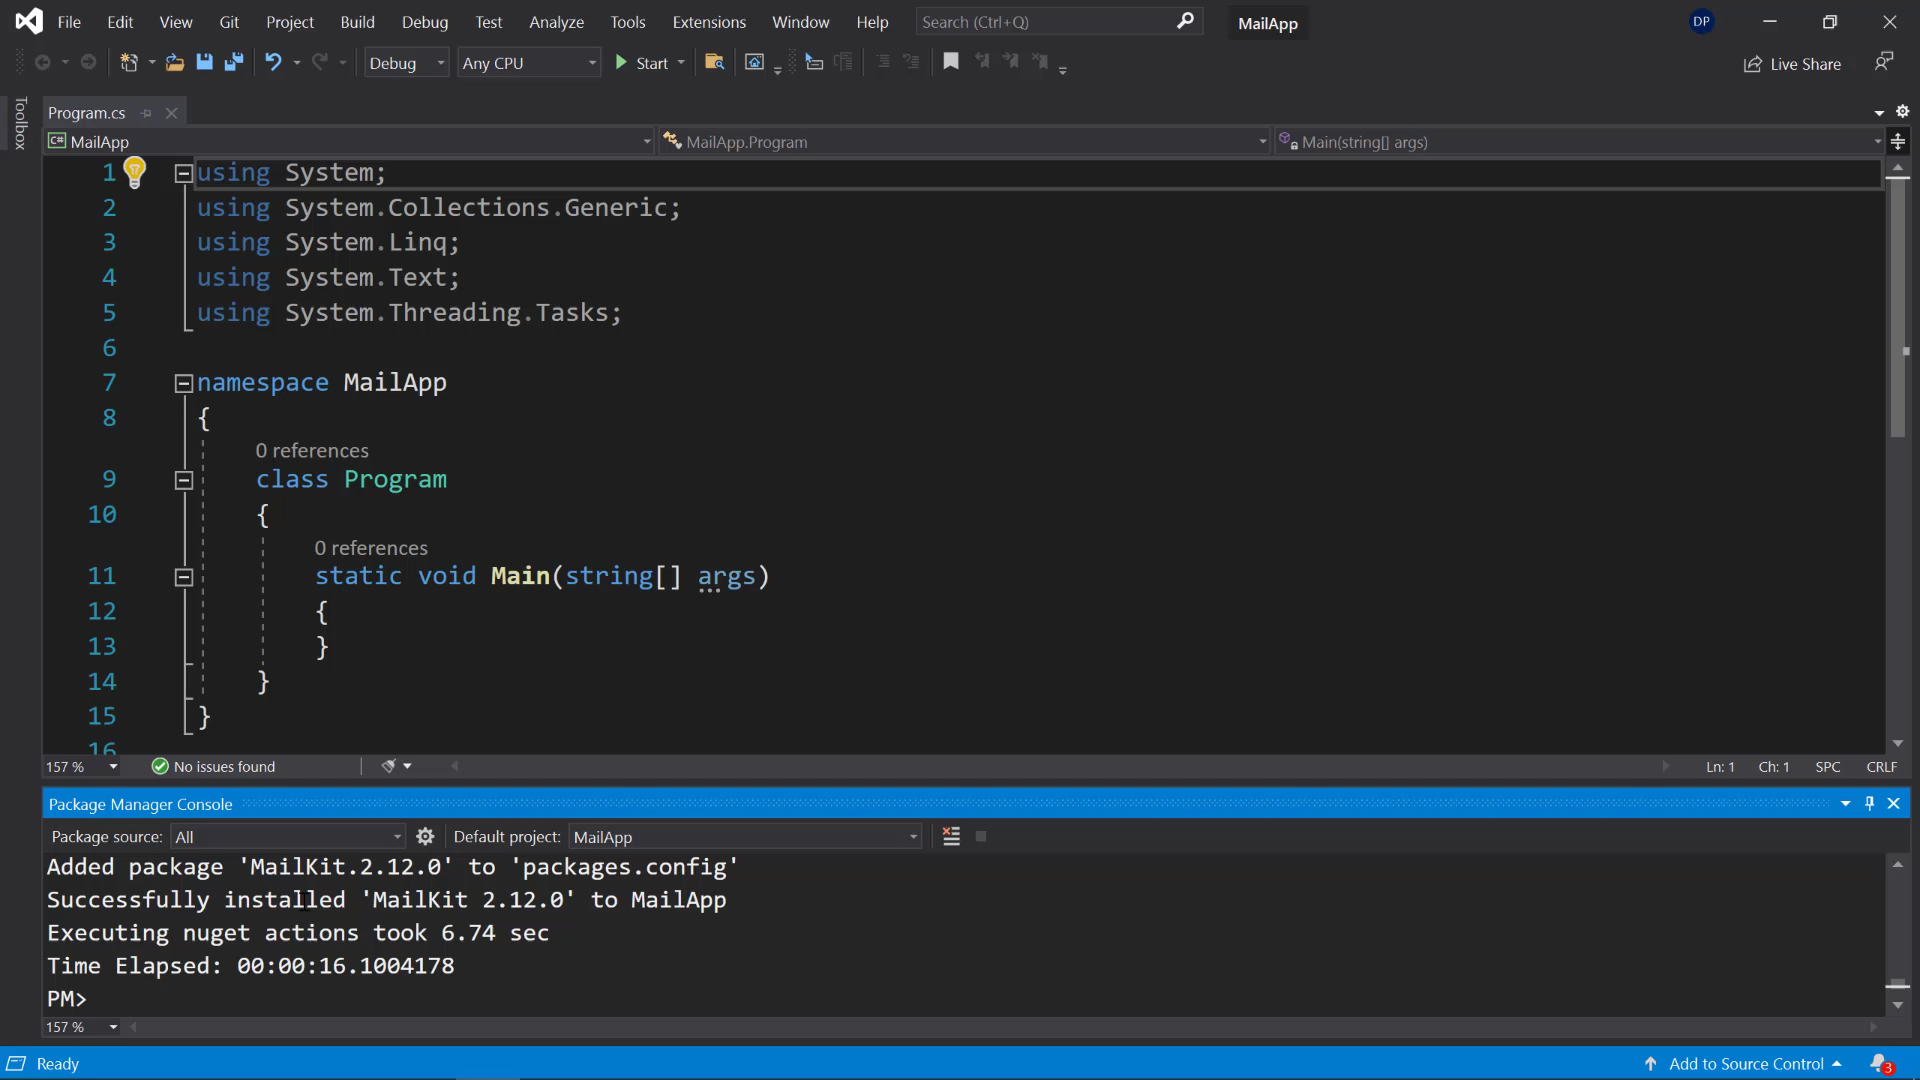 File Edit View Git Project Build Debug Test Analyze Tools Extensions Window Help Search (Ctrl+Q) MailApp DP
Debug Any CPU Start Live Share
Toolbox
Program.cs
C# MailApp MailApp.Program Main(string[] args)
1 using System;
2 using System.Collections.Generic;
3 using System.Linq;
4 using System.Text;
5 using System.Threading.Tasks;
6
7 namespace MailApp
8 {
0 references
9 class Program
10 {
0 references
11 static void Main(string[] args)
12 {
13 }
14 }
15 }
16
157 % No issues found Ln: 1 Ch: 1 SPC CRLF
Package Manager Console
Package source: All Default project: MailApp
Added package 'MailKit.2.12.0' to 'packages.config'
Successfully installed 'MailKit 2.12.0' to MailApp
Executing nuget actions took 6.74 sec
Time Elapsed: 00:00:16.1004178
PM>
157 %
Ready Add to Source Control 3